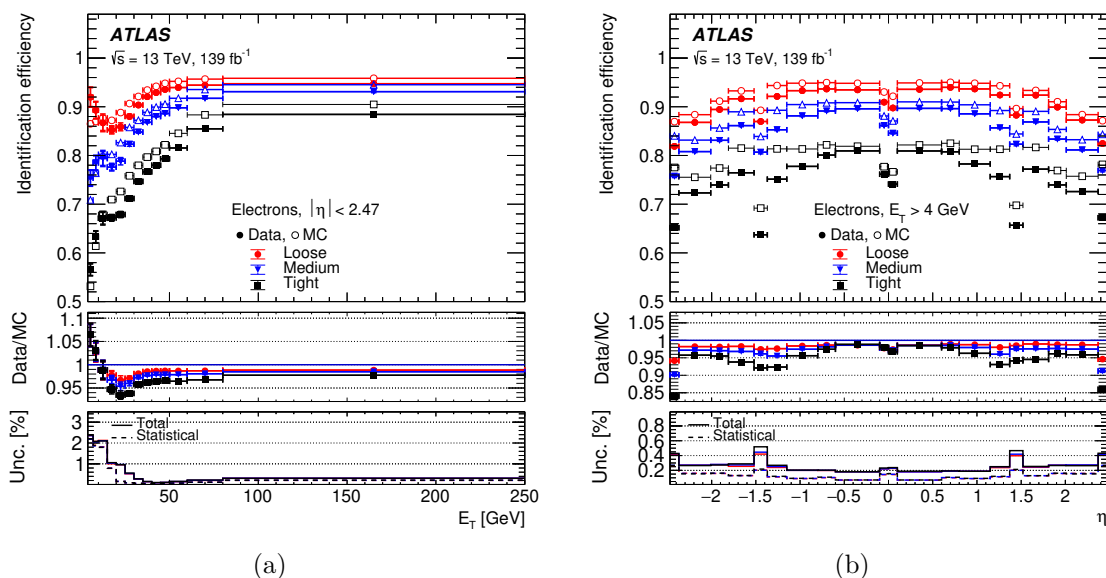 ATLAS
√s = 13 TeV, 139 fb⁻¹
Identification efficiency
1
0.9
0.8
0.7
0.6
0.5
Electrons, |η| < 2.47
● Data, ○ MC
Loose
Medium
Tight
Data/MC
1.1
1.05
1
0.95
Unc. [%]
3
2
1
Total
Statistical
50 100 150 200 250
E_T [GeV]
(a)
ATLAS
√s = 13 TeV, 139 fb⁻¹
Identification efficiency
1
0.9
0.8
0.7
0.6
0.5
Electrons, E_T > 4 GeV
● Data, ○ MC
Loose
Medium
Tight
Data/MC
1.05
1
0.95
0.9
0.85
Unc. [%]
0.8
0.6
0.4
0.2
Total
Statistical
−2 −1.5 −1 −0.5 0 0.5 1 1.5 2
η
(b)